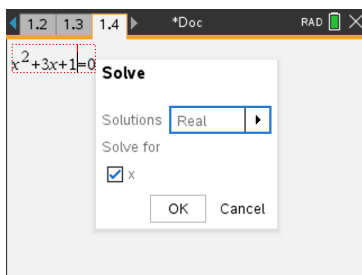 1.2 1.3 1.4 *Doc RAD
x²+3x+1=0
Solve
Solutions Real
Solve for
x
OK Cancel